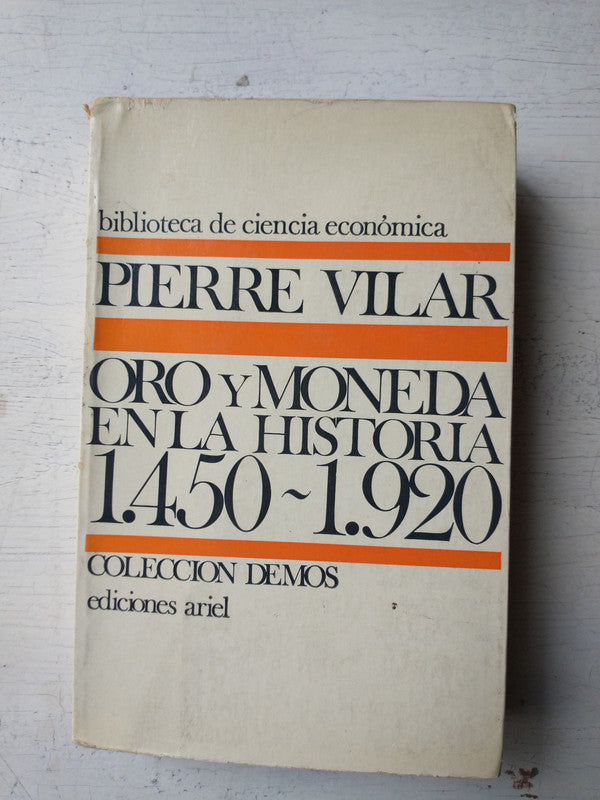 biblioteca de ciencia económica
PIERRE VILAR
ORO Y MONEDA
EN LA HISTORIA
1.450~1.920
COLECCION DEMOS
ediciones ariel